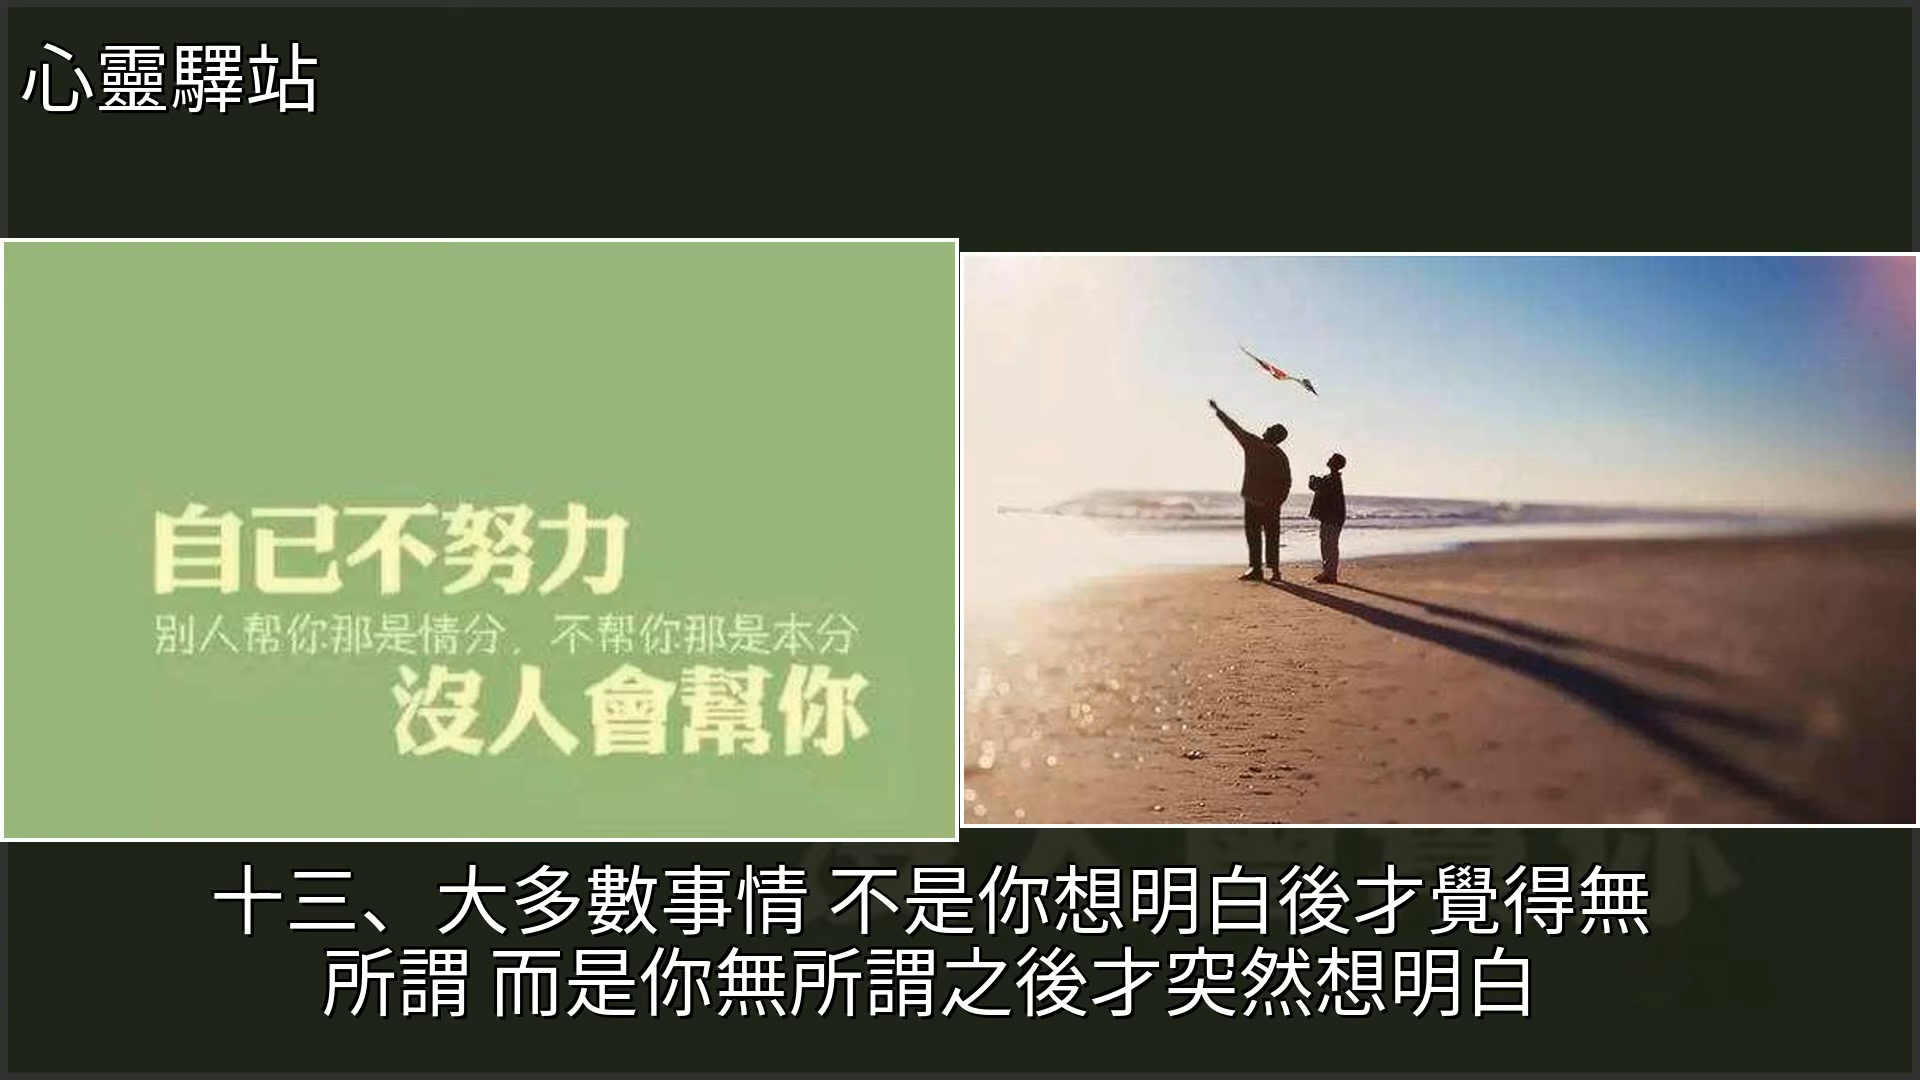 心靈驛站
自己不努力
别人帮你那是情分，不帮你那是本分
沒人會幫你
十三、大多數事情 不是你想明白後才覺得無
所謂 而是你無所謂之後才突然想明白